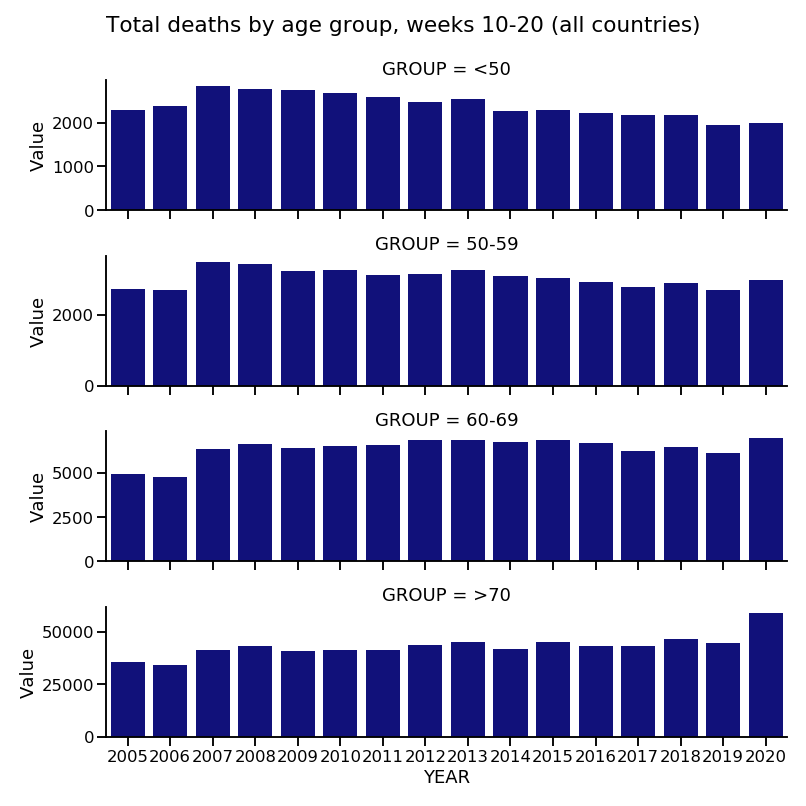 Total deaths by age group, weeks 10-20 (all countries)
GROUP = <50
Value
2000
1000
0
GROUP = 50-59
Value
2000
0
GROUP = 60-69
Value
5000
2500
0
GROUP = >70
Value
50000
25000
0
2005 2006 2007 2008 2009 2010 2011 2012 2013 2014 2015 2016 2017 2018 2019 2020
YEAR